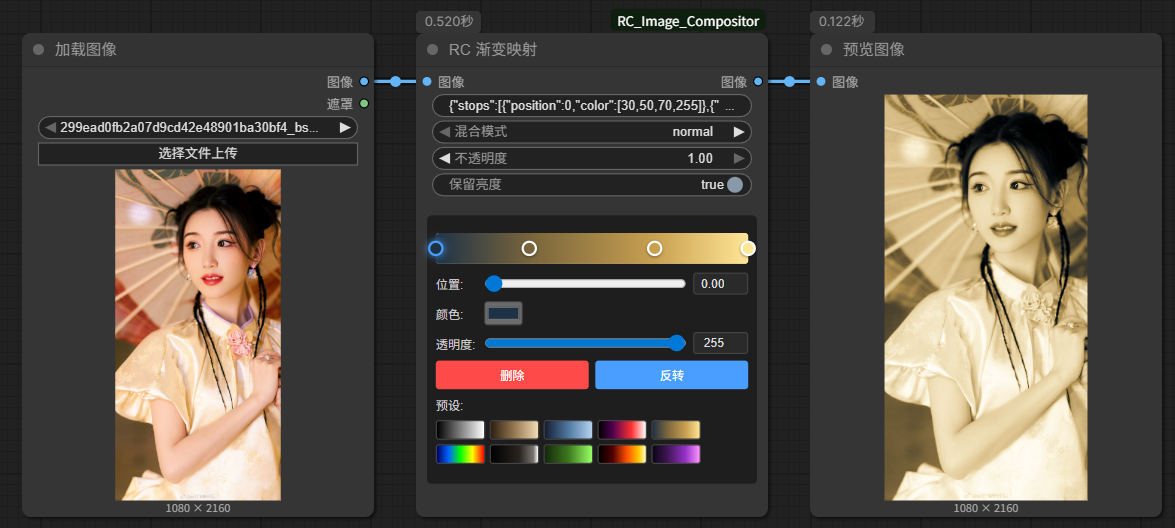 0.520秒
RC_Image_Compositor
0.122秒
加载图像
图像
遮罩
299ead0fb2a07d9cd42e48901ba30bf4_bs...
选择文件上传
1080 × 2160
RC 渐变映射
图像
图像
{"stops":[{"position":0,"color":[30,50,70,255]},{" ...
混合模式
normal
不透明度
1.00
保留亮度
true
位置:
0.00
颜色:
透明度:
255
删除
反转
预设:
预览图像
图像
1080 × 2160